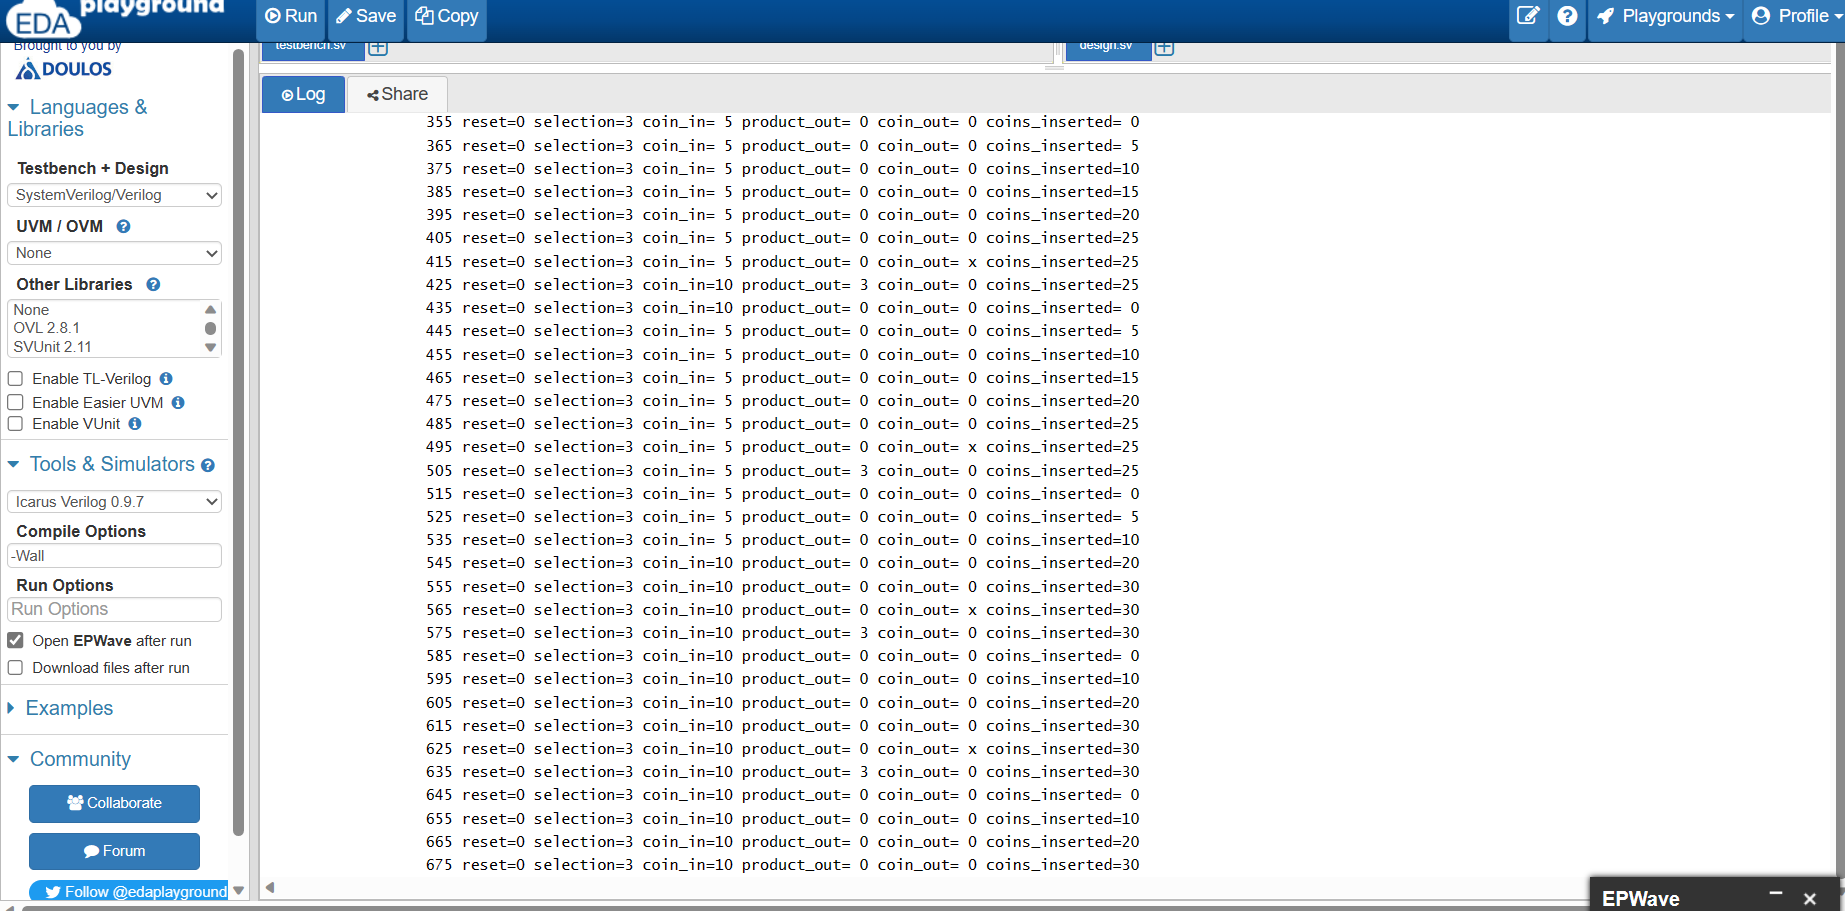 EDA playground
Run
Save
Copy
Playgrounds
Profile
Brought to you by
DOULOS
Languages &
Libraries
Testbench + Design
SystemVerilog/Verilog
UVM / OVM
None
Other Libraries
None
OVL 2.8.1
SVUnit 2.11
Enable TL-Verilog
Enable Easier UVM
Enable VUnit
Tools & Simulators
Icarus Verilog 0.9.7
Compile Options
-Wall
Run Options
Run Options
Open EPWave after run
Download files after run
Examples
Community
Collaborate
Forum
Follow @edaplayground
testbench.sv
design.sv
Log
Share
355 reset=0 selection=3 coin_in= 5 product_out= 0 coin_out= 0 coins_inserted= 0
365 reset=0 selection=3 coin_in= 5 product_out= 0 coin_out= 0 coins_inserted= 5
375 reset=0 selection=3 coin_in= 5 product_out= 0 coin_out= 0 coins_inserted=10
385 reset=0 selection=3 coin_in= 5 product_out= 0 coin_out= 0 coins_inserted=15
395 reset=0 selection=3 coin_in= 5 product_out= 0 coin_out= 0 coins_inserted=20
405 reset=0 selection=3 coin_in= 5 product_out= 0 coin_out= 0 coins_inserted=25
415 reset=0 selection=3 coin_in= 5 product_out= 0 coin_out= x coins_inserted=25
425 reset=0 selection=3 coin_in=10 product_out= 3 coin_out= 0 coins_inserted=25
435 reset=0 selection=3 coin_in=10 product_out= 0 coin_out= 0 coins_inserted= 0
445 reset=0 selection=3 coin_in= 5 product_out= 0 coin_out= 0 coins_inserted= 5
455 reset=0 selection=3 coin_in= 5 product_out= 0 coin_out= 0 coins_inserted=10
465 reset=0 selection=3 coin_in= 5 product_out= 0 coin_out= 0 coins_inserted=15
475 reset=0 selection=3 coin_in= 5 product_out= 0 coin_out= 0 coins_inserted=20
485 reset=0 selection=3 coin_in= 5 product_out= 0 coin_out= 0 coins_inserted=25
495 reset=0 selection=3 coin_in= 5 product_out= 0 coin_out= x coins_inserted=25
505 reset=0 selection=3 coin_in= 5 product_out= 3 coin_out= 0 coins_inserted=25
515 reset=0 selection=3 coin_in= 5 product_out= 0 coin_out= 0 coins_inserted= 0
525 reset=0 selection=3 coin_in= 5 product_out= 0 coin_out= 0 coins_inserted= 5
535 reset=0 selection=3 coin_in= 5 product_out= 0 coin_out= 0 coins_inserted=10
545 reset=0 selection=3 coin_in=10 product_out= 0 coin_out= 0 coins_inserted=20
555 reset=0 selection=3 coin_in=10 product_out= 0 coin_out= 0 coins_inserted=30
565 reset=0 selection=3 coin_in=10 product_out= 0 coin_out= x coins_inserted=30
575 reset=0 selection=3 coin_in=10 product_out= 3 coin_out= 0 coins_inserted=30
585 reset=0 selection=3 coin_in=10 product_out= 0 coin_out= 0 coins_inserted= 0
595 reset=0 selection=3 coin_in=10 product_out= 0 coin_out= 0 coins_inserted=10
605 reset=0 selection=3 coin_in=10 product_out= 0 coin_out= 0 coins_inserted=20
615 reset=0 selection=3 coin_in=10 product_out= 0 coin_out= 0 coins_inserted=30
625 reset=0 selection=3 coin_in=10 product_out= 0 coin_out= x coins_inserted=30
635 reset=0 selection=3 coin_in=10 product_out= 3 coin_out= 0 coins_inserted=30
645 reset=0 selection=3 coin_in=10 product_out= 0 coin_out= 0 coins_inserted= 0
655 reset=0 selection=3 coin_in=10 product_out= 0 coin_out= 0 coins_inserted=10
665 reset=0 selection=3 coin_in=10 product_out= 0 coin_out= 0 coins_inserted=20
675 reset=0 selection=3 coin_in=10 product_out= 0 coin_out= 0 coins_inserted=30
EPWave